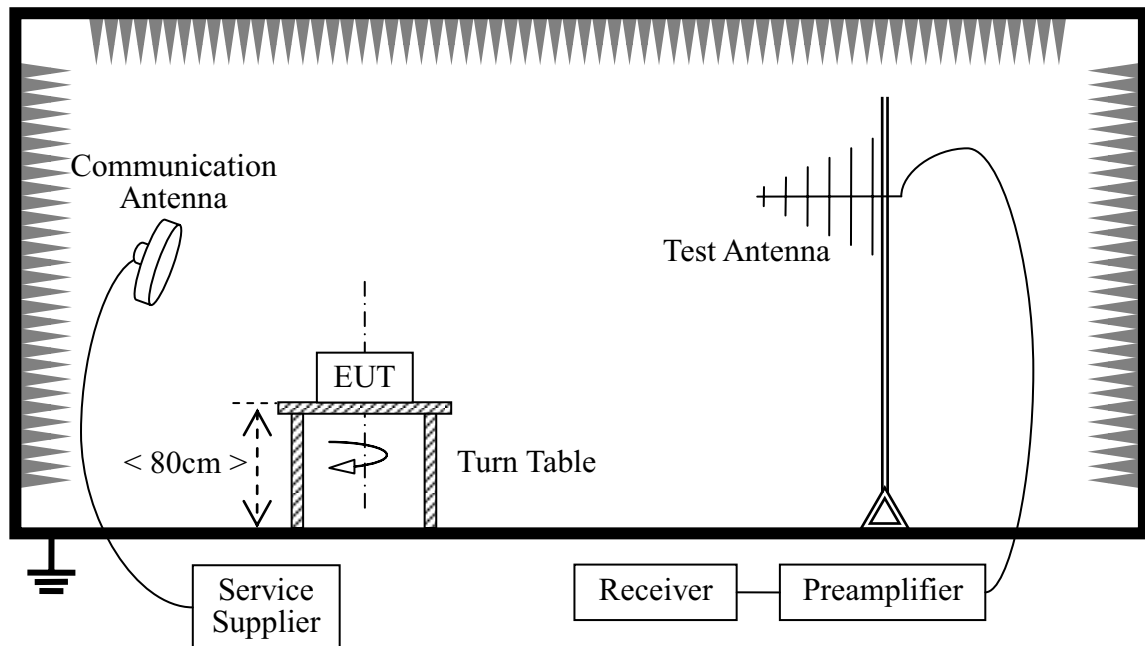 Communication
Antenna
Test Antenna
EUT
< 80cm >
Turn Table
Service
Supplier
Receiver
Preamplifier